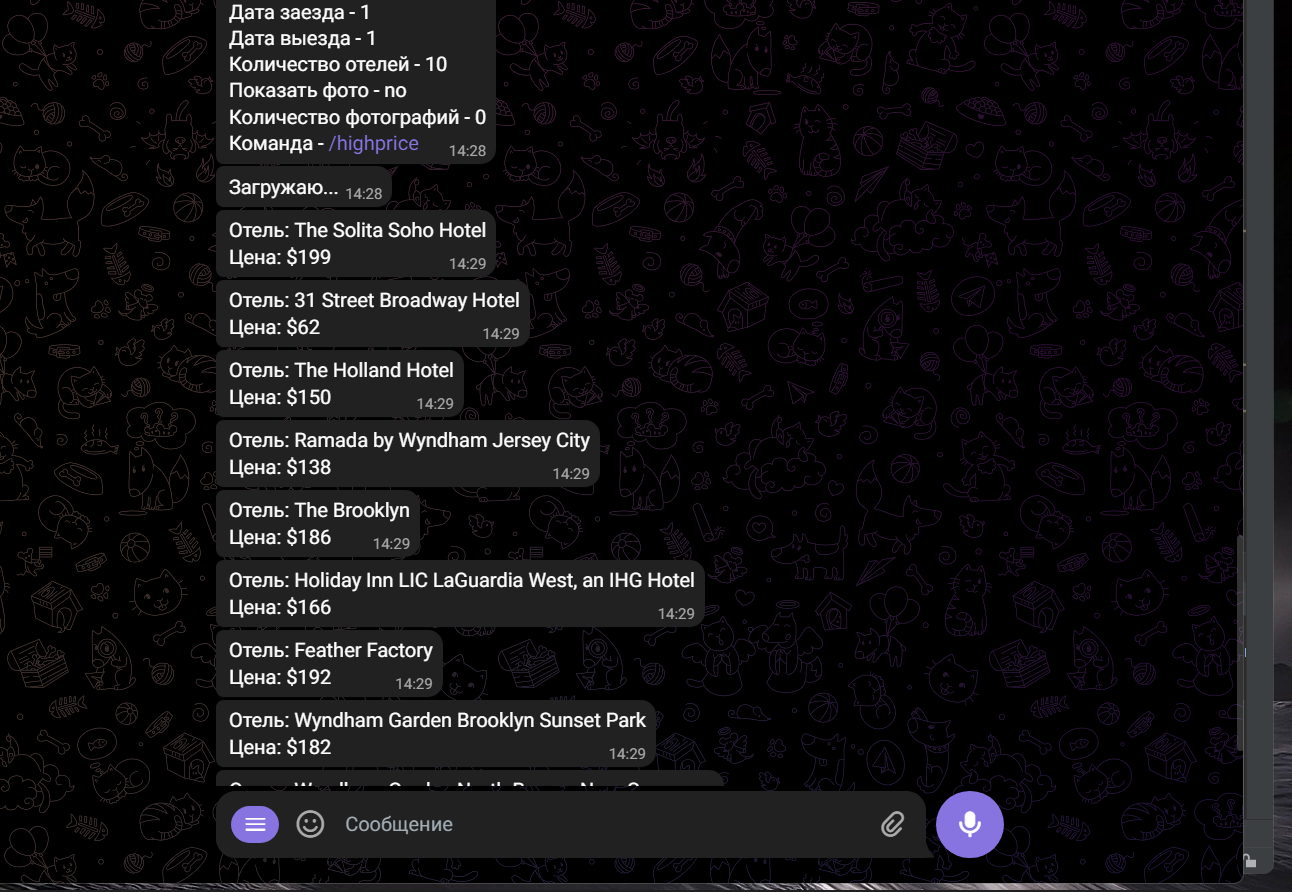 Дата заезда - 1
Дата выезда - 1
Количество отелей - 10
Показать фото - no
Количество фотографий - 0
Команда - /highprice 14:28
Загружаю... 14:28
Отель: The Solita Soho Hotel
Цена: $199 14:29
Отель: 31 Street Broadway Hotel
Цена: $62 14:29
Отель: The Holland Hotel
Цена: $150 14:29
Отель: Ramada by Wyndham Jersey City
Цена: $138 14:29
Отель: The Brooklyn
Цена: $186 14:29
Отель: Holiday Inn LIC LaGuardia West, an IHG Hotel
Цена: $166 14:29
Отель: Feather Factory
Цена: $192 14:29
Отель: Wyndham Garden Brooklyn Sunset Park
Цена: $182 14:29
Сообщение